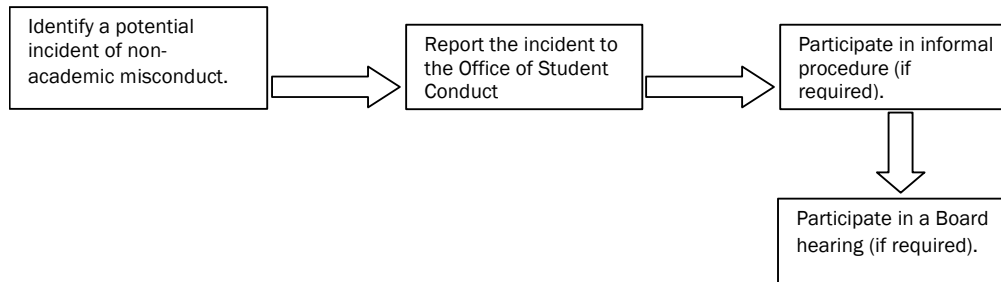 Identify a potential
incident of non-
academic misconduct.
Report the incident to
the Office of Student
Conduct
Participate in informal
procedure (if
required).
Participate in a Board
hearing (if required).